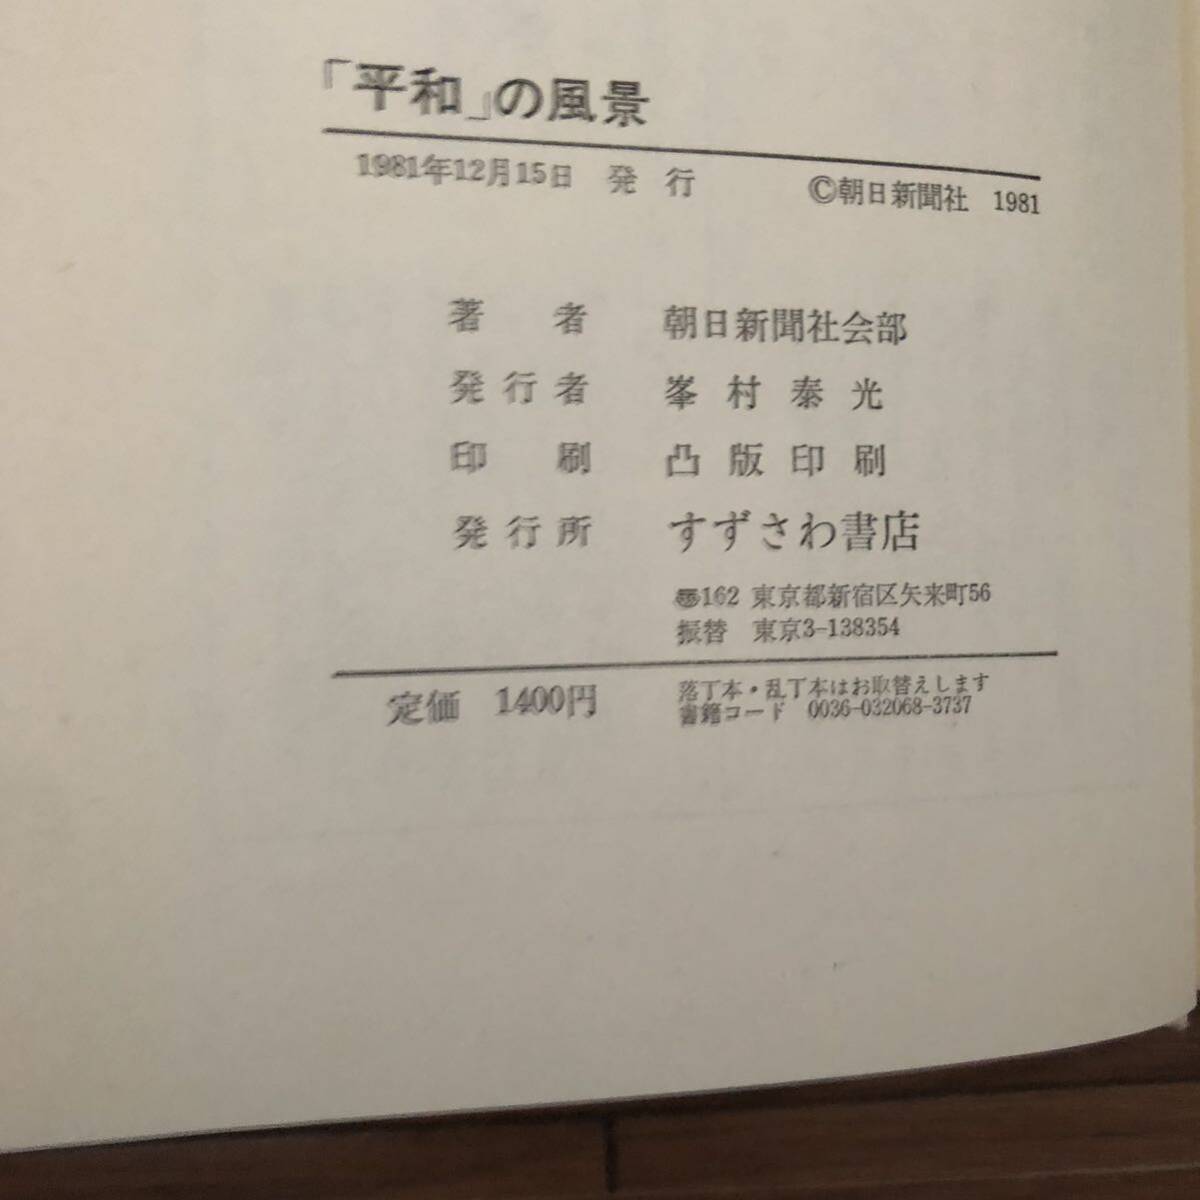 「平和」の風景
1981年12月15日 発行 ©朝日新聞社 1981
著者 朝日新聞社会部
発行者 峯村泰光
印刷 凸版印刷
発行所 すずさわ書店
〠162 東京都新宿区矢来町56
振替 東京3-138354
定価 1400円
落丁本・乱丁本はお取替えします
書籍コード 0036-032068-3737